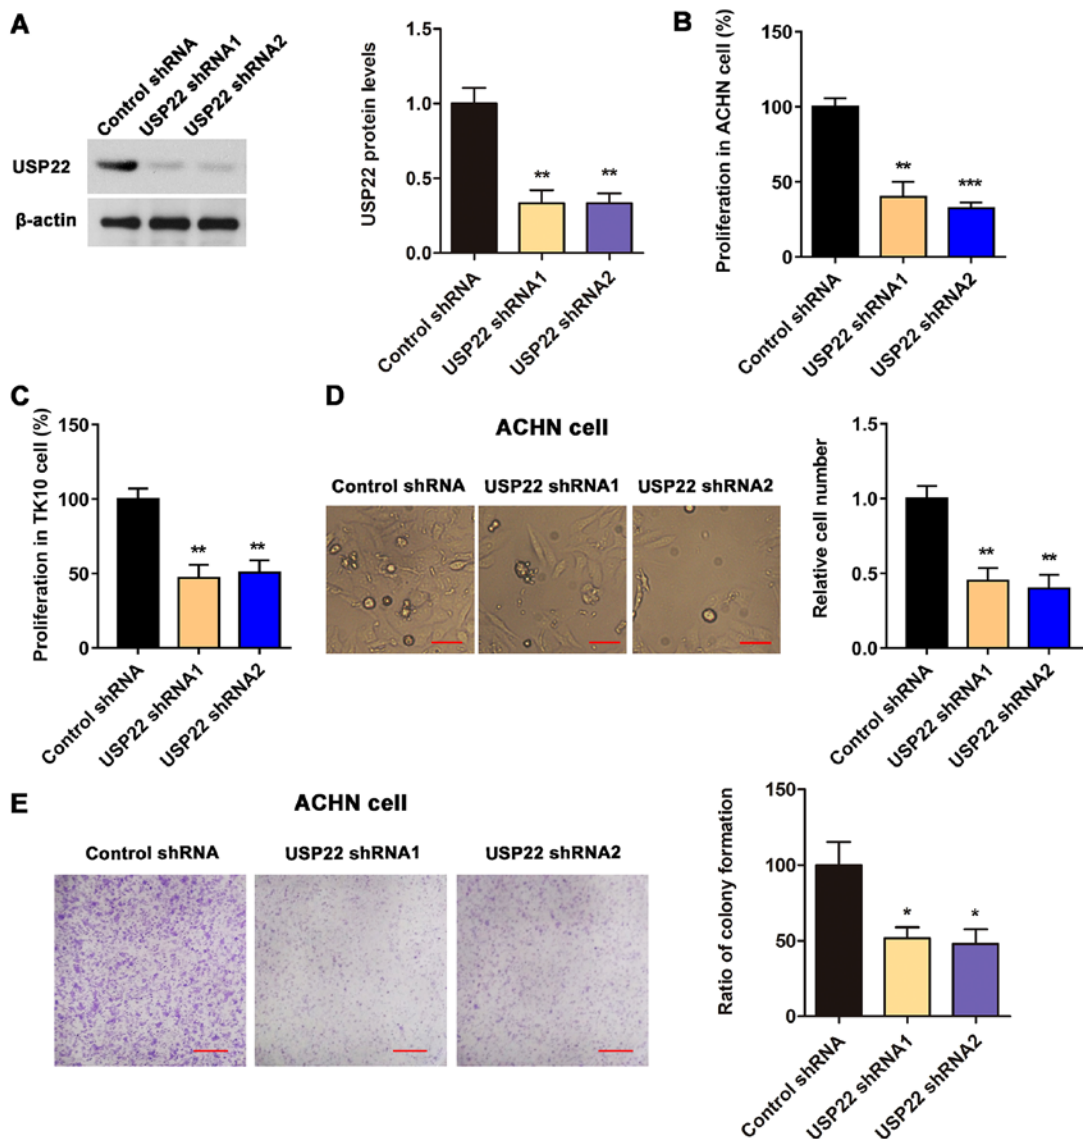 A
Control shRNA
USP22 shRNA1
USP22 shRNA2
USP22
β-actin
USP22 protein levels
1.5
1.0
0.5
0.0
**
**
Control shRNA
USP22 shRNA1
USP22 shRNA2
B
Proliferation in ACHN cell (%)
150
100
50
0
**
***
Control shRNA
USP22 shRNA1
USP22 shRNA2
C
Proliferation in TK10 cell (%)
150
100
50
0
**
**
Control shRNA
USP22 shRNA1
USP22 shRNA2
D
ACHN cell
Control shRNA
USP22 shRNA1
USP22 shRNA2
Relative cell number
1.5
1.0
0.5
0.0
**
**
Control shRNA
USP22 shRNA1
USP22 shRNA2
E
ACHN cell
Control shRNA
USP22 shRNA1
USP22 shRNA2
Ratio of colony formation
150
100
50
0
*
*
Control shRNA
USP22 shRNA1
USP22 shRNA2